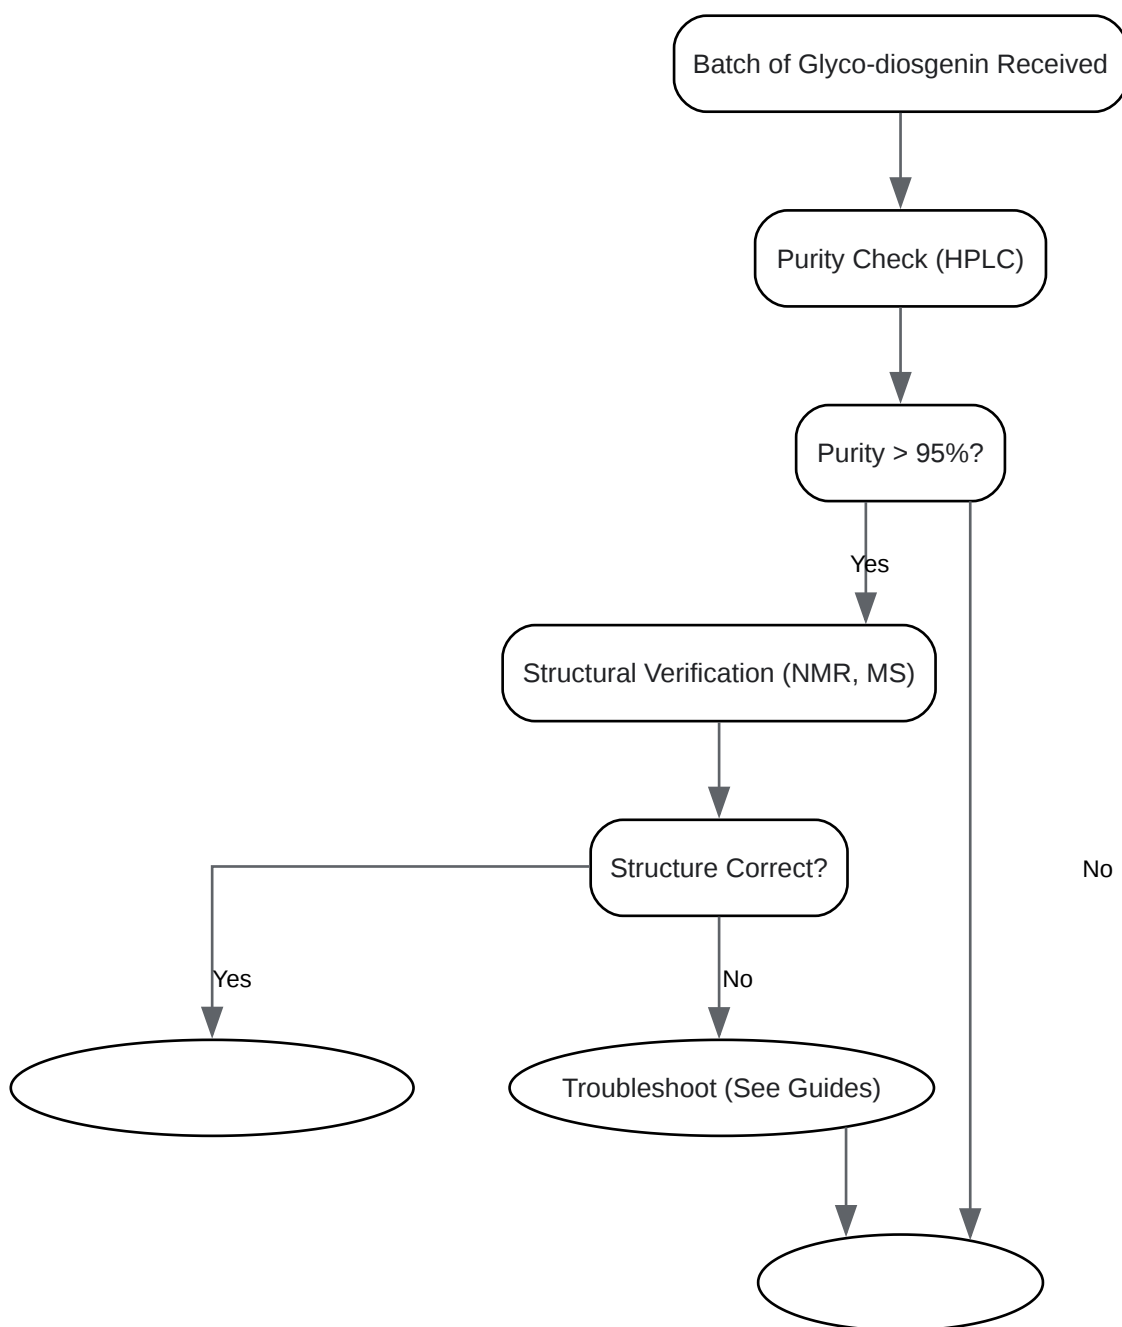 Batch of Glyco-diosgenin Received
Purity Check (HPLC)
Purity > 95%?
Yes
Structural Verification (NMR, MS)
Structure Correct?
No
Yes
No
Troubleshoot (See Guides)